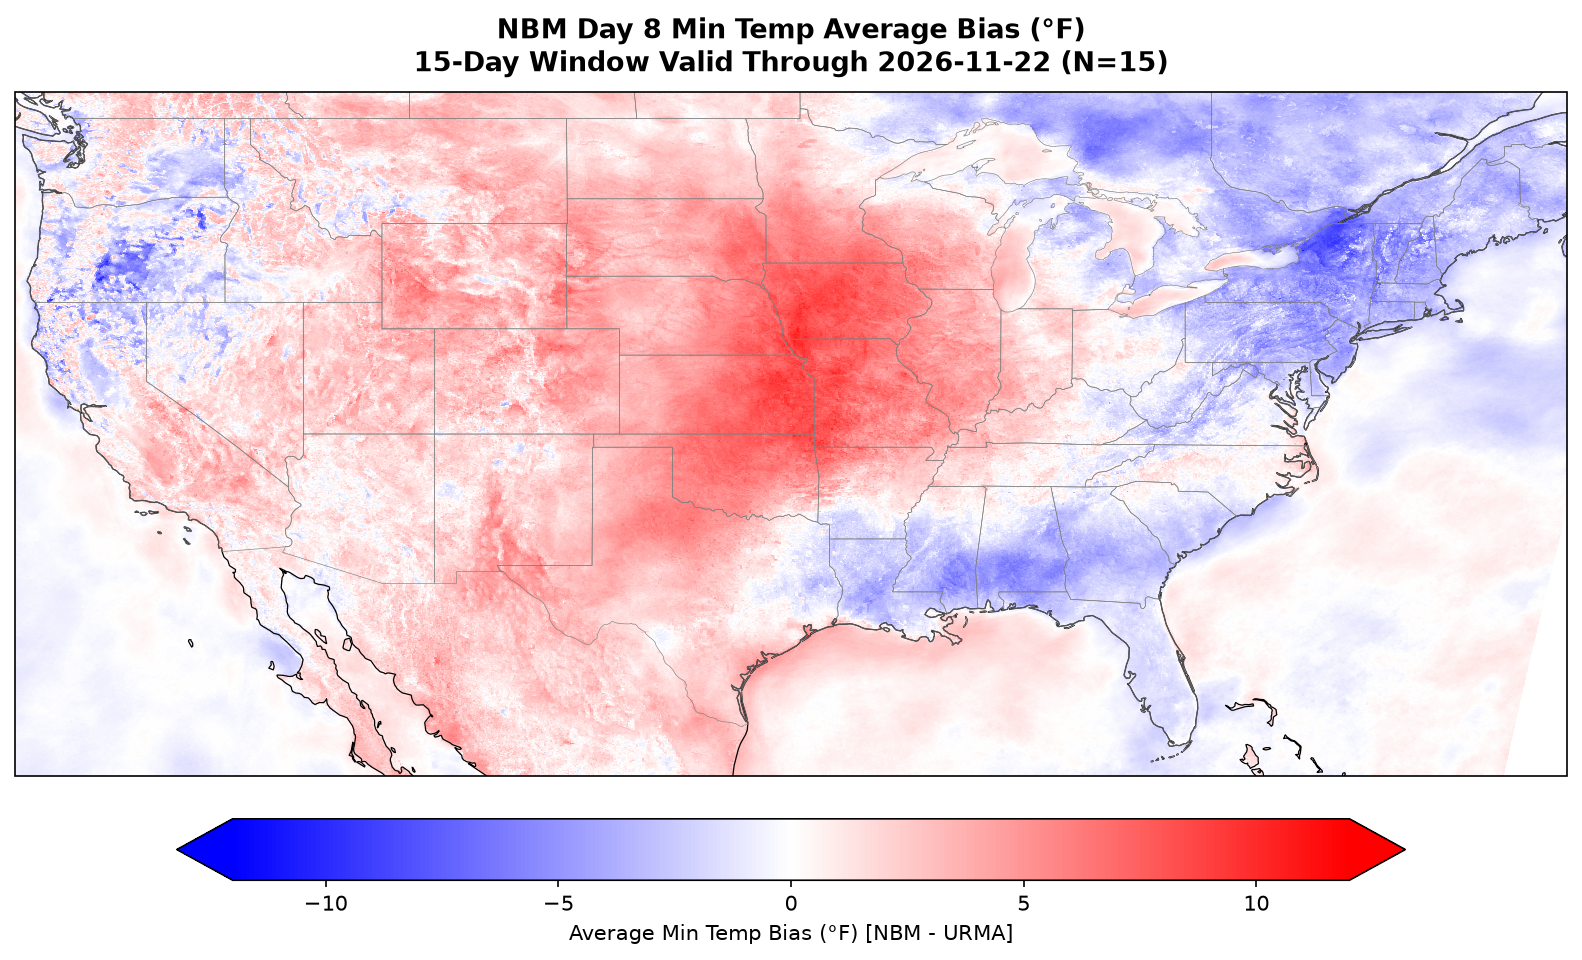 NBM Day 8 Min Temp Average Bias (°F)
15-Day Window Valid Through 2026-11-22 (N=15)
−10 −5 0 5 10
Average Min Temp Bias (°F) [NBM - URMA]